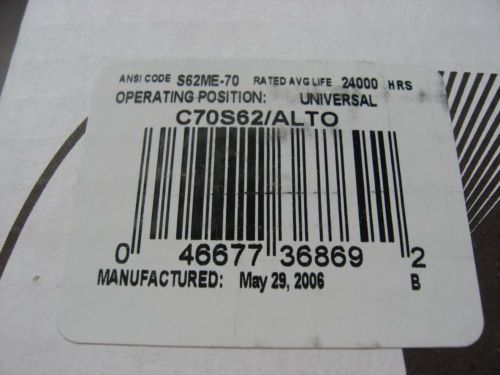 ANSI CODE S62ME-70 RATED AVG LIFE 24000 HRS
OPERATING POSITION: UNIVERSAL
C70S62/ALTO
0 46677 36869 2
MANUFACTURED: May 29, 2006 B